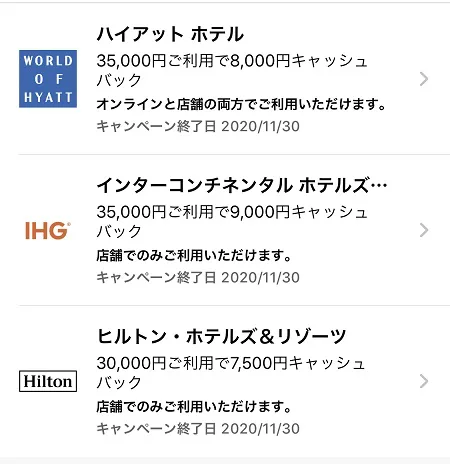 ハイアット ホテル
WORLD
OF
HYATT
35,000円ご利用で8,000円キャッシュ
バック
オンラインと店舗の両方でご利用いただけます。
キャンペーン終了日 2020/11/30
インターコンチネンタル ホテルズ…
IHG®
35,000円ご利用で9,000円キャッシュ
バック
店舗でのみご利用いただけます。
キャンペーン終了日 2020/11/30
ヒルトン・ホテルズ＆リゾーツ
Hilton
30,000円ご利用で7,500円キャッシュ
バック
店舗でのみご利用いただけます。
キャンペーン終了日 2020/11/30